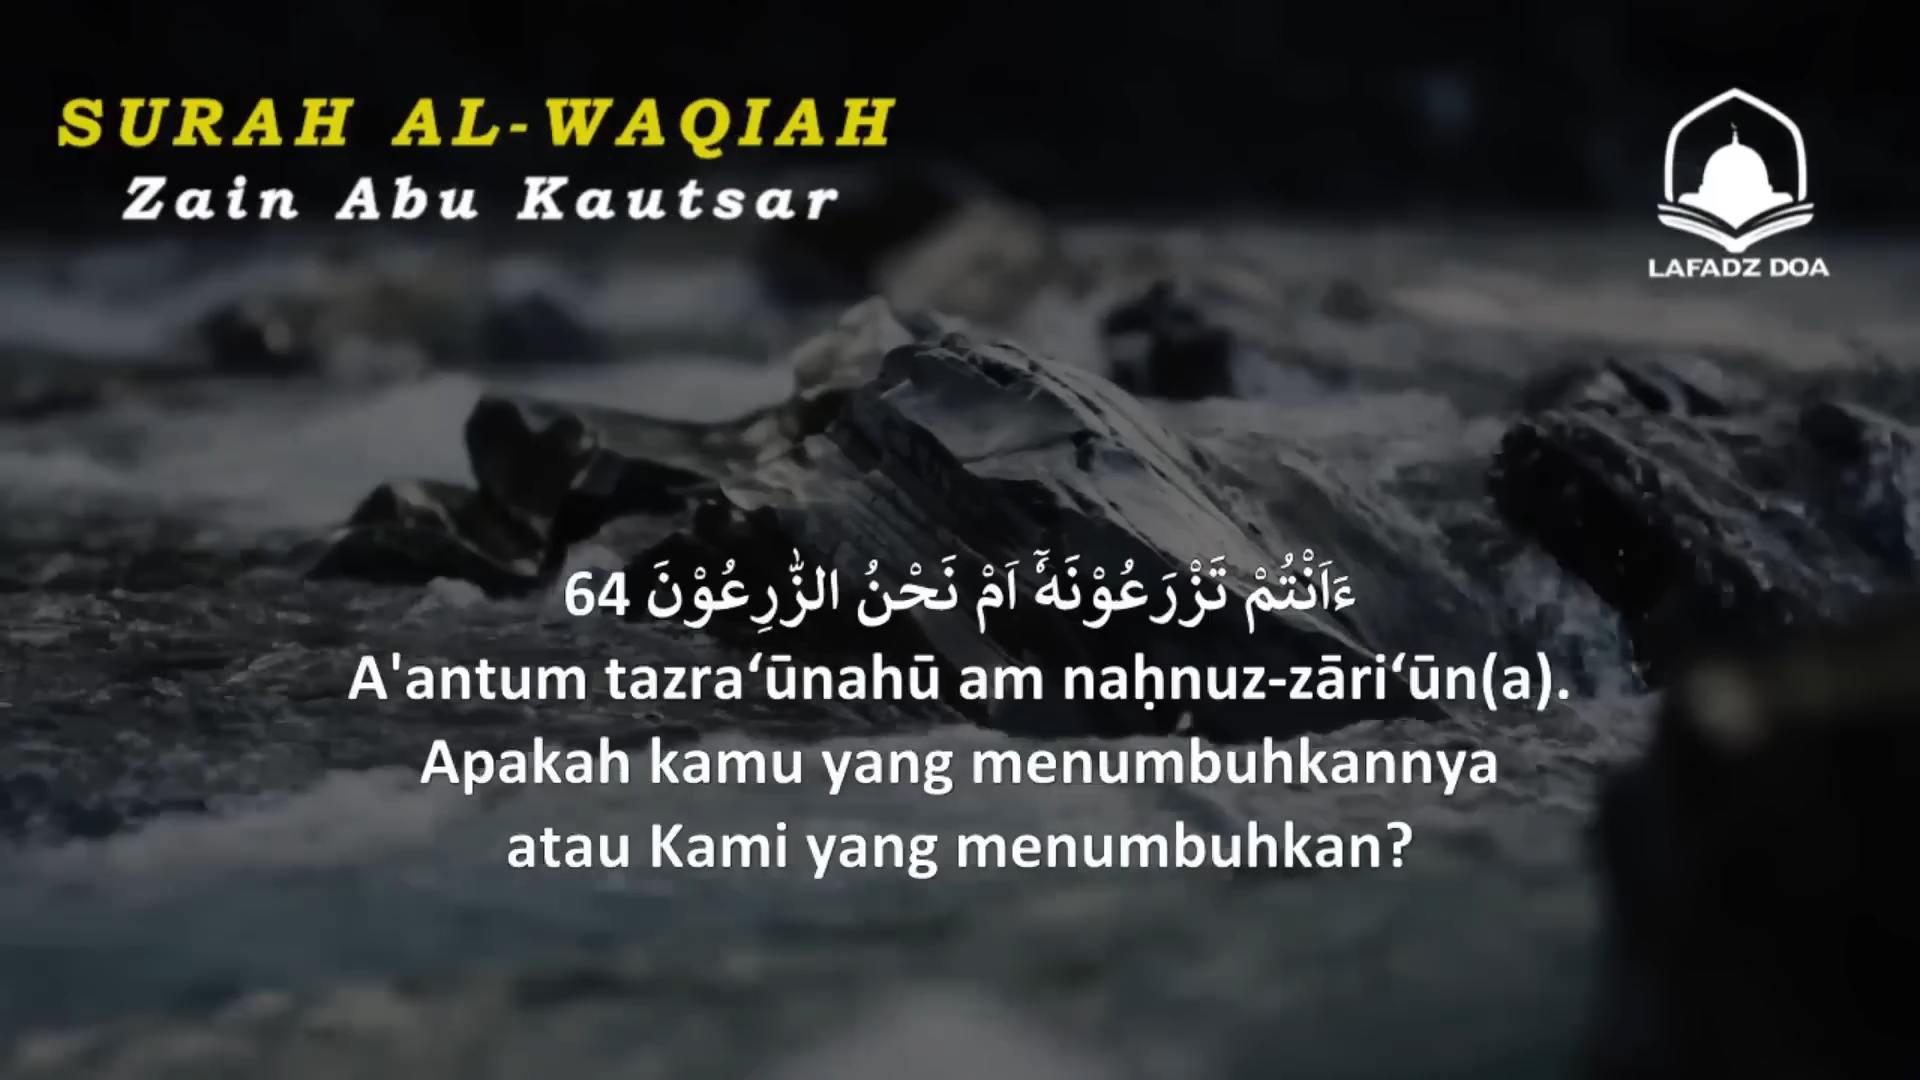 SURAH AL-WAQIAH
Zain Abu Kautsar
LAFADZ DOA
ءَاَنْتُمْ تَزْرَعُوْنَهٗٓ اَمْ نَحْنُ الزّٰرِعُوْنَ 64
A'antum tazra‘ūnahū am naḥnuz-zāri‘ūn(a).
Apakah kamu yang menumbuhkannya
atau Kami yang menumbuhkan?